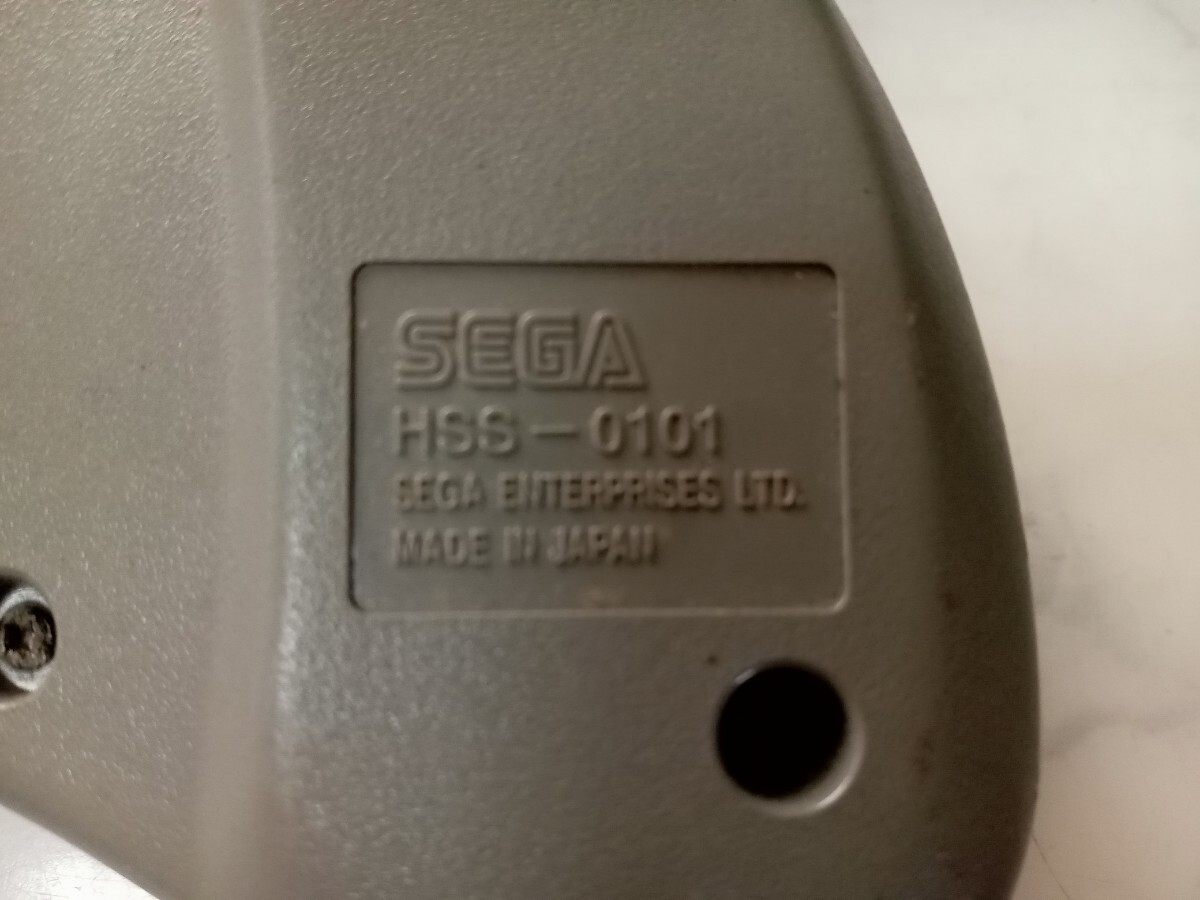 SEGA
HSS-0101
SEGA ENTERPRISES LTD.
MADE IN JAPAN